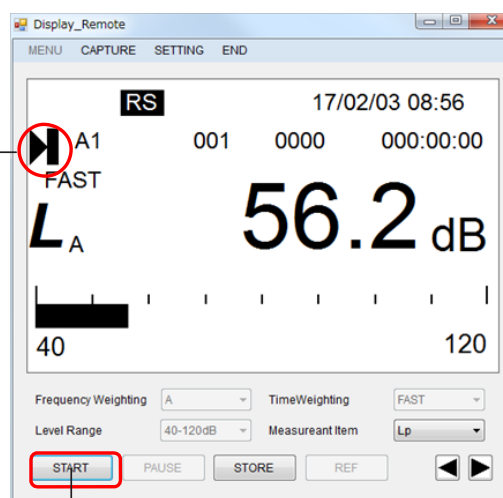 Display_Remote
MENU CAPTURE SETTING END
RS 17/02/03 08:56
A1 001 0000 000:00:00
FAST
LA 56.2 dB
40 120
Frequency Weighting A TimeWeighting FAST
Level Range 40-120dB Measureant Item Lp
START PAUSE STORE REF